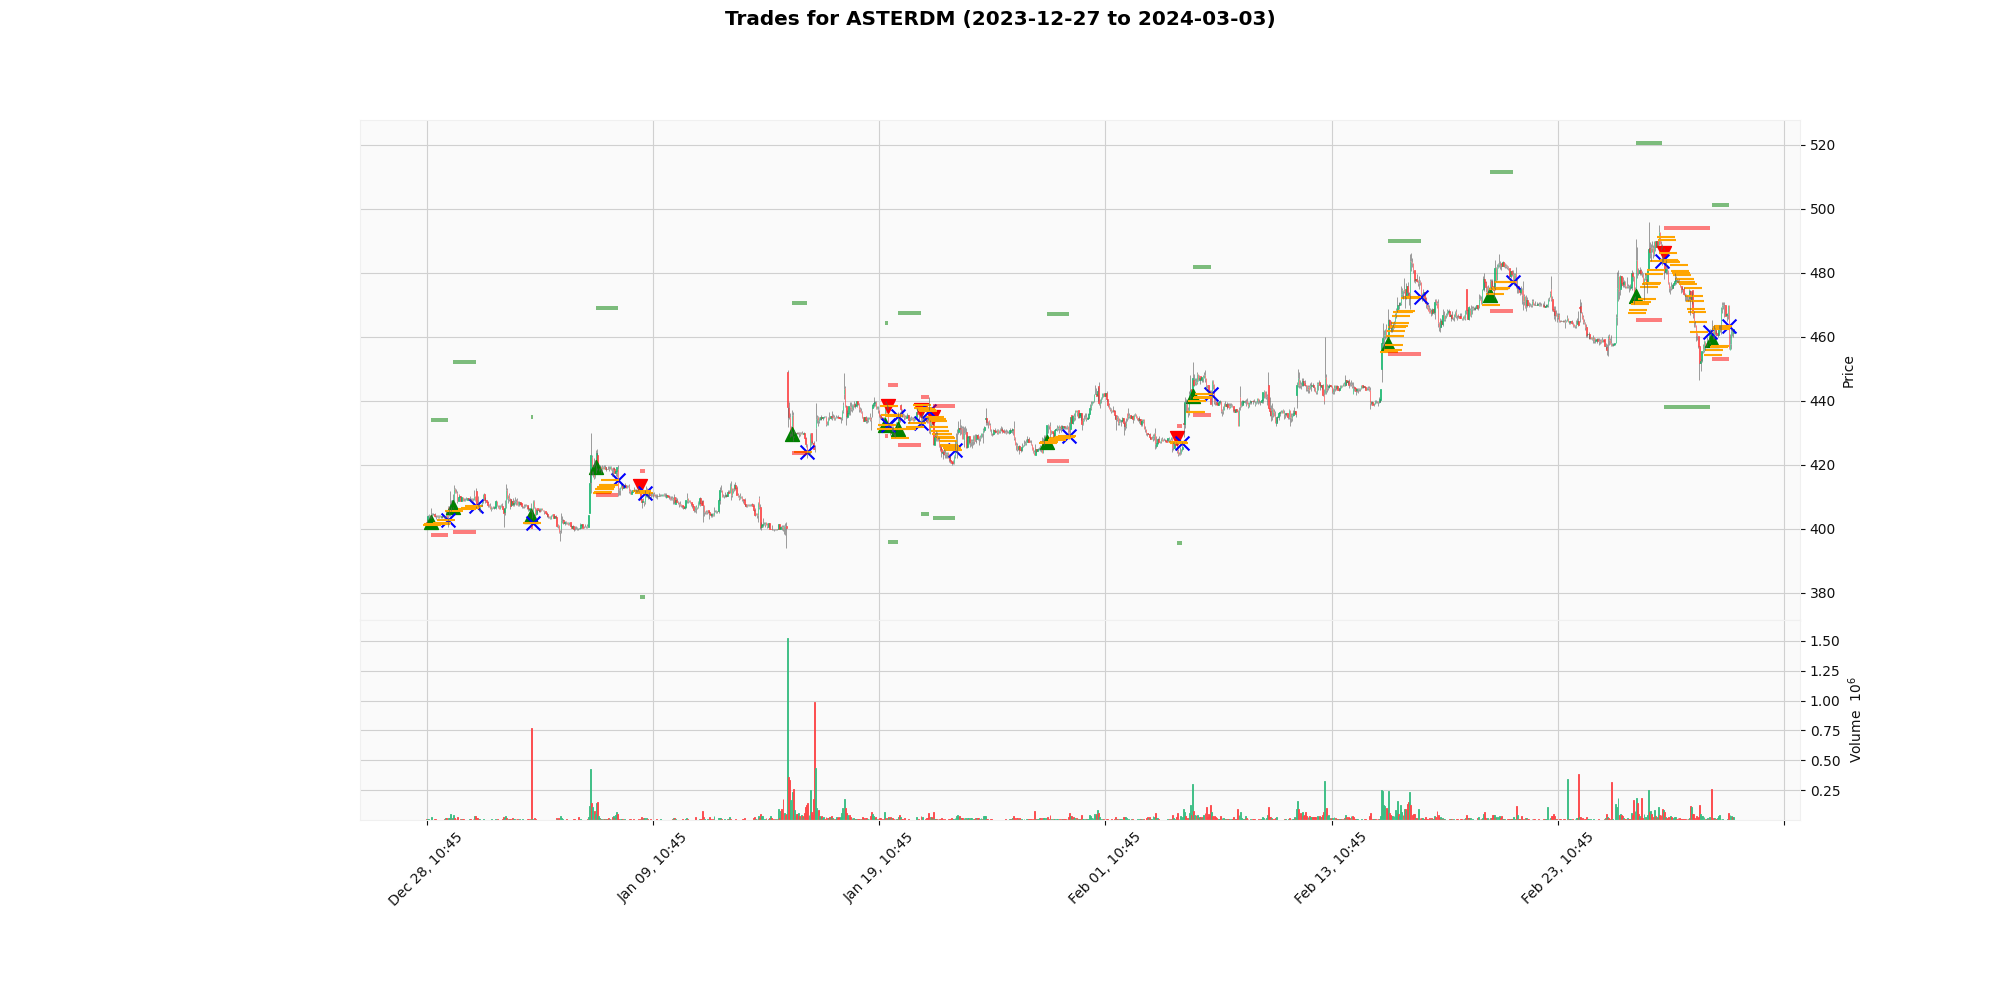 Trades for ASTERDM (2023-12-27 to 2024-03-03)
520
500
480
460
440
420
400
380
Price
1.50
1.25
1.00
0.75
0.50
0.25
Volume 10⁶
Dec 28, 10:45
Jan 09, 10:45
Jan 19, 10:45
Feb 01, 10:45
Feb 13, 10:45
Feb 23, 10:45